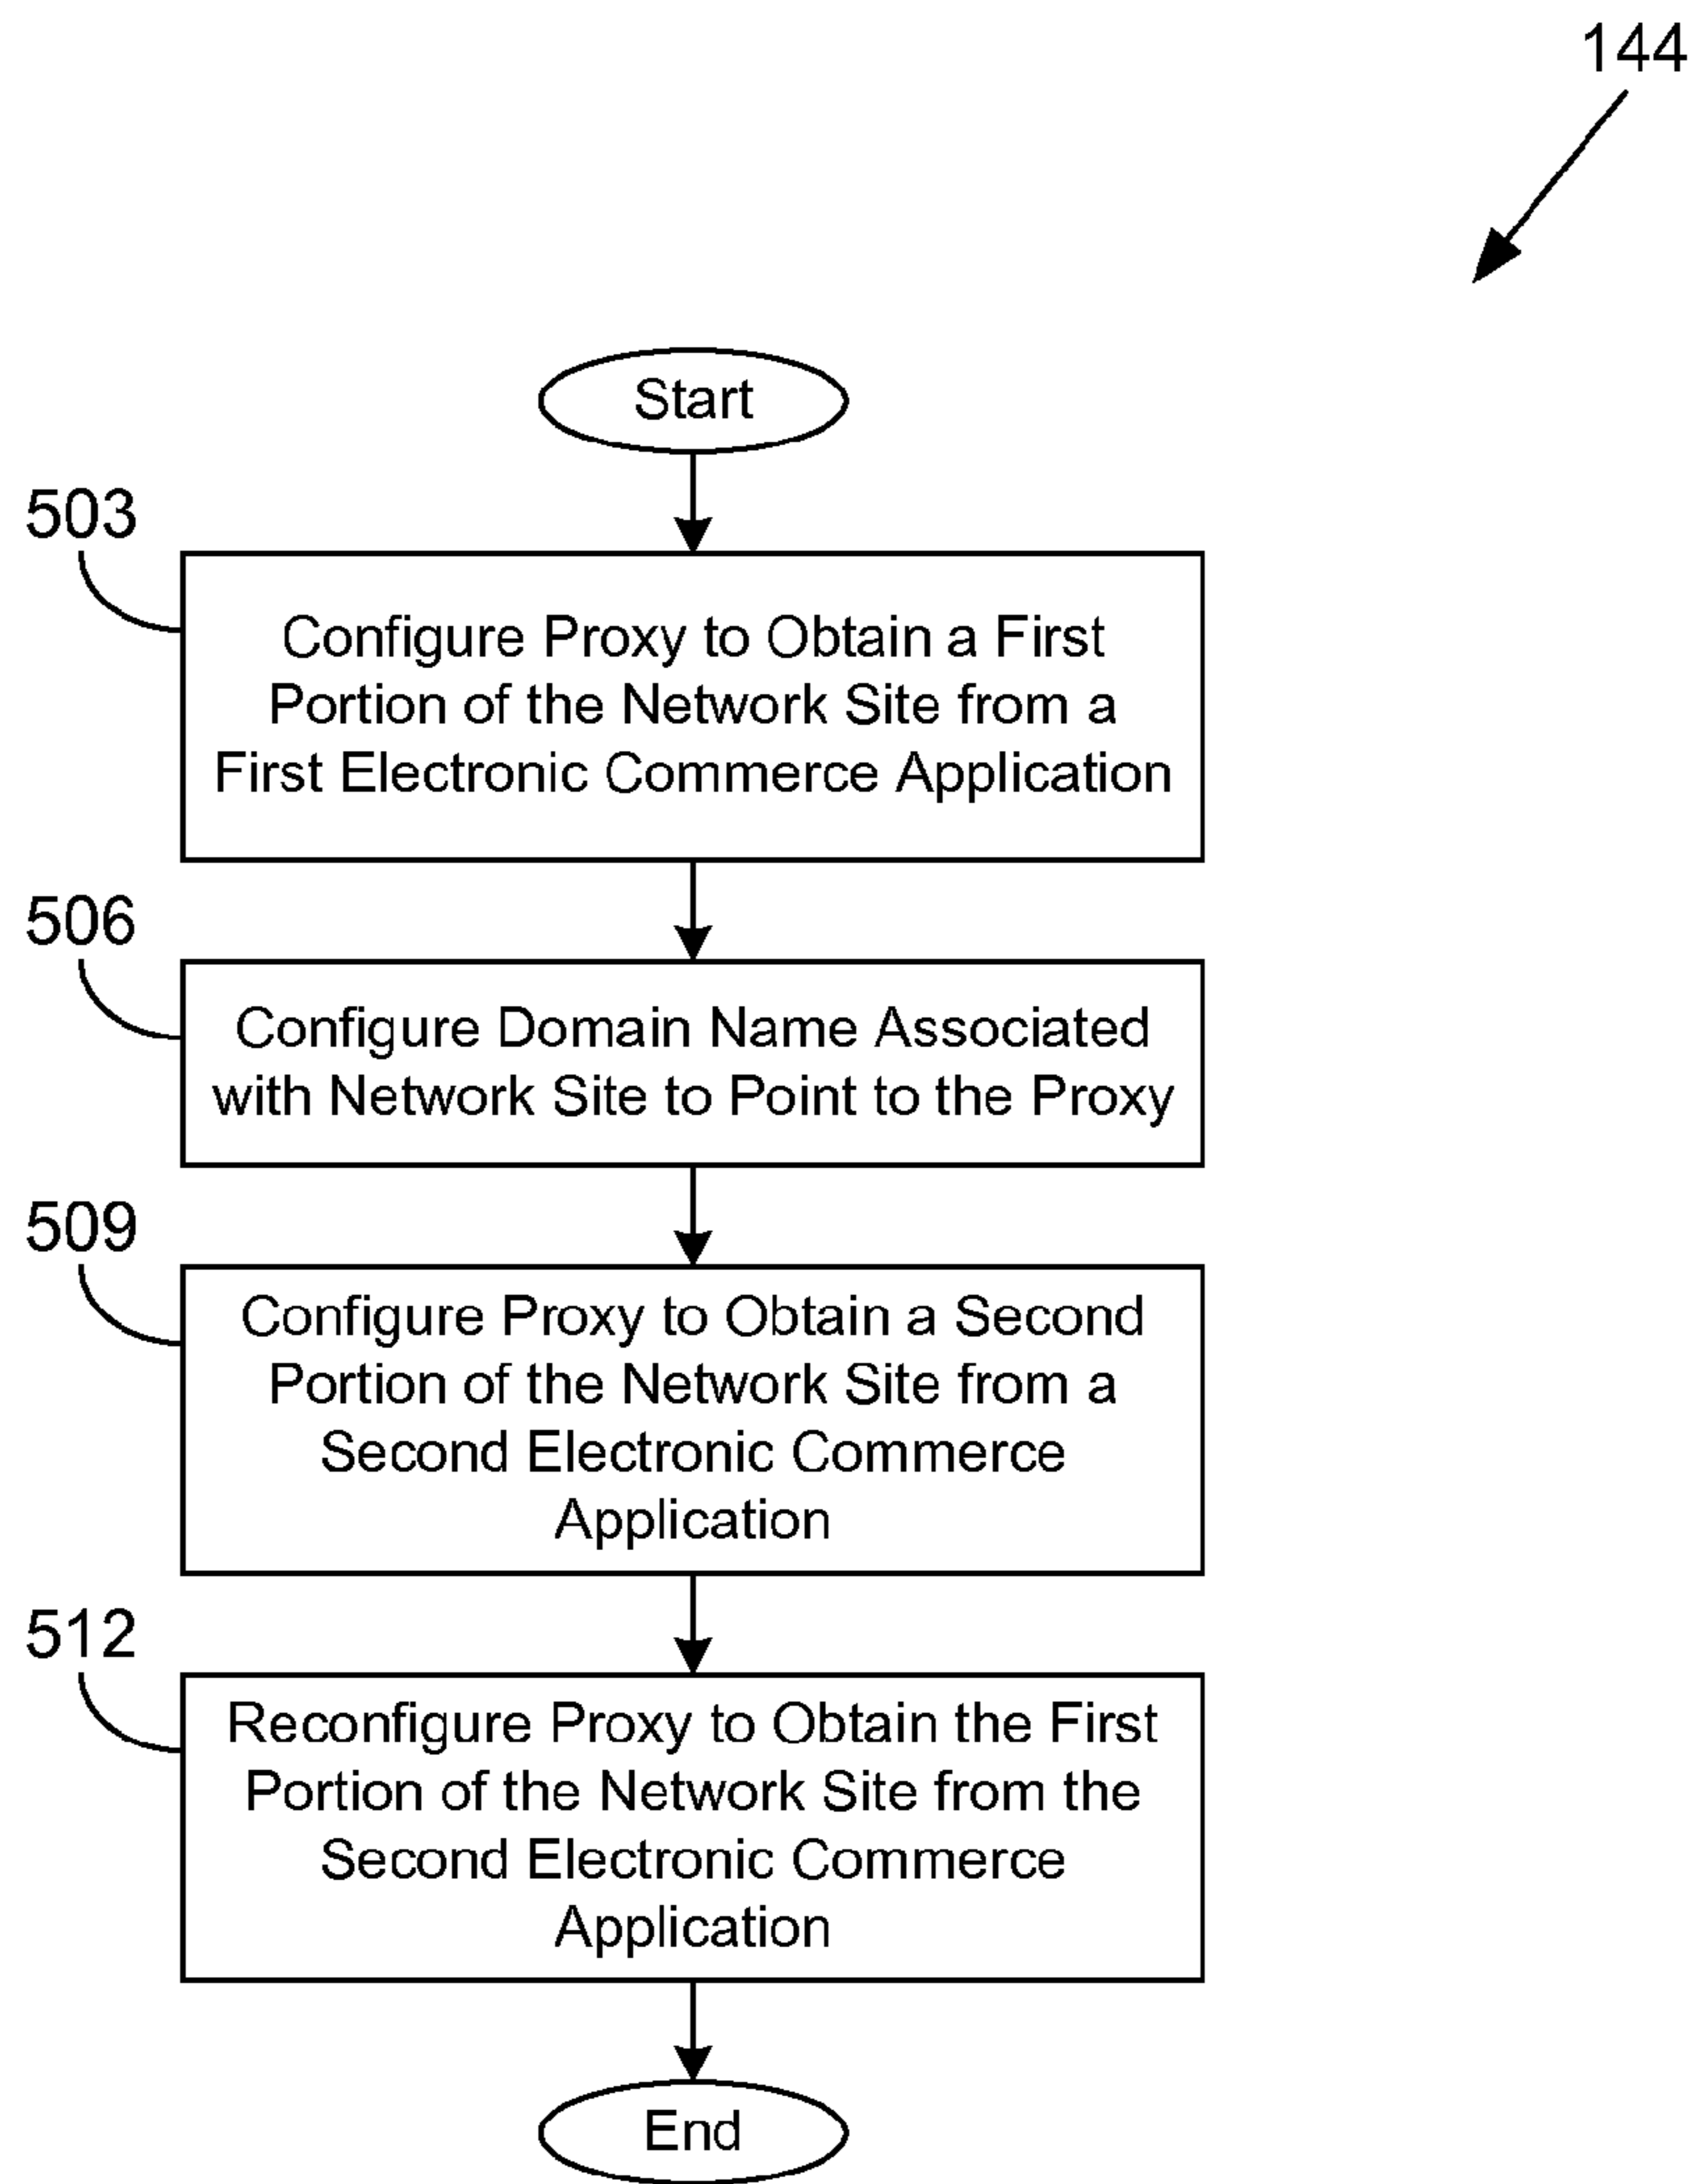 144
Start
503
Configure Proxy to Obtain a First
Portion of the Network Site from a
First Electronic Commerce Application
506
Configure Domain Name Associated
with Network Site to Point to the Proxy
509
Configure Proxy to Obtain a Second
Portion of the Network Site from a
Second Electronic Commerce
Application
512
Reconfigure Proxy to Obtain the First
Portion of the Network Site from the
Second Electronic Commerce
Application
End